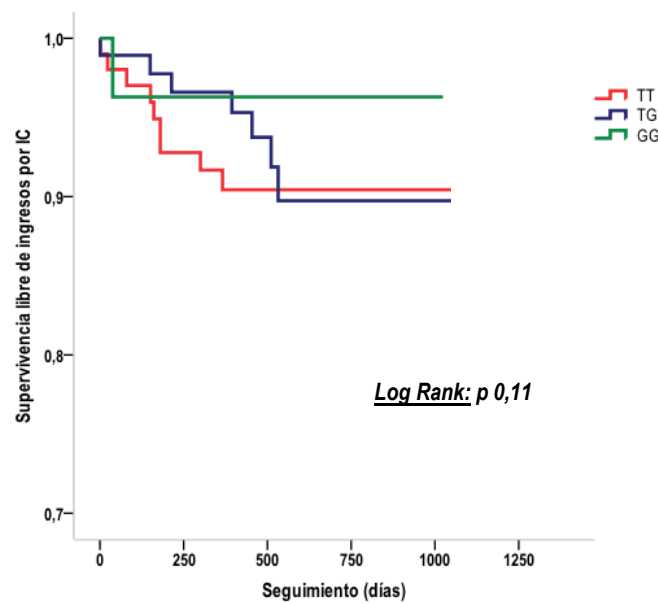 Supervivencia libre de ingresos por IC
1,0
0,9
0,8
0,7
TT
TG
GG
Log Rank: p 0,11
0
250
500
750
1000
1250
Seguimiento (días)